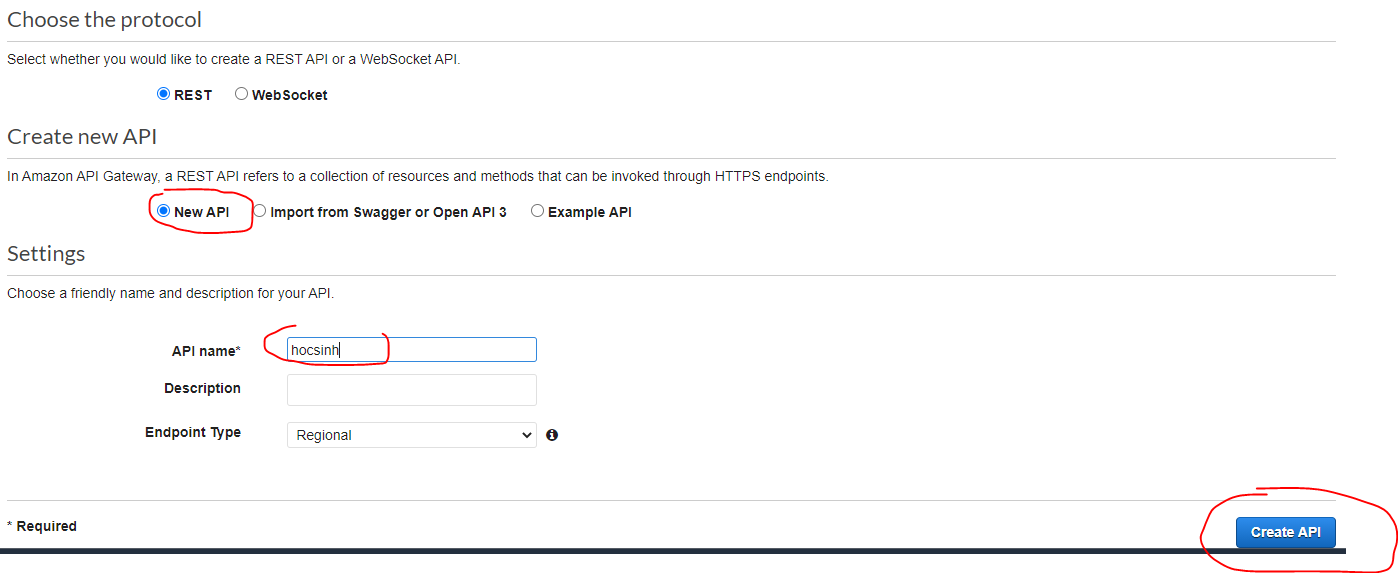 Choose the protocol
Select whether you would like to create a REST API or a WebSocket API.
REST WebSocket
Create new API
In Amazon API Gateway, a REST API refers to a collection of resources and methods that can be invoked through HTTPS endpoints.
New API Import from Swagger or Open API 3 Example API
Settings
Choose a friendly name and description for your API.
API name* hocsinh
Description
Endpoint Type Regional
* Required
Create API